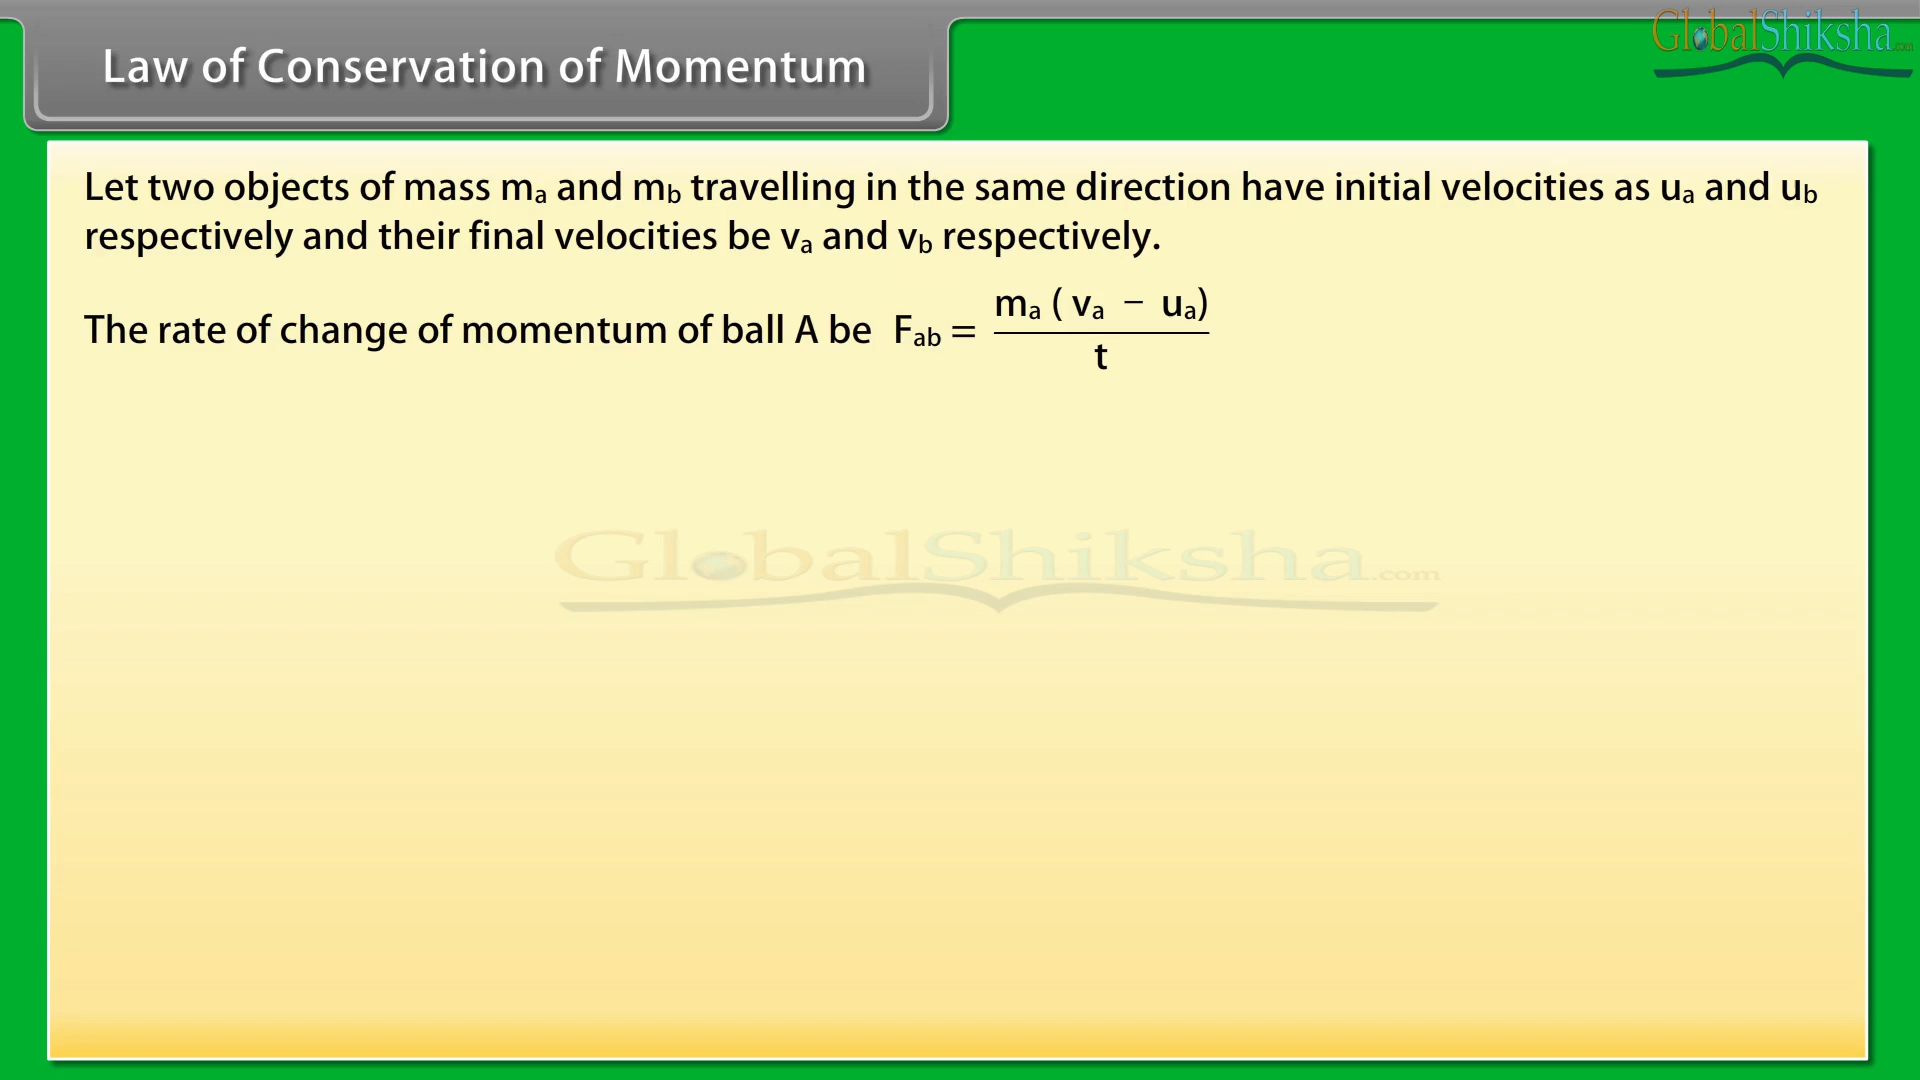 GlobalShiksha.com
Law of Conservation of Momentum
Let two objects of mass mₐ and m_b travelling in the same direction have initial velocities as uₐ and u_b
respectively and their final velocities be vₐ and v_b respectively.
The rate of change of momentum of ball A be F_ab = mₐ ( vₐ − uₐ) / t
GlobalShiksha.com